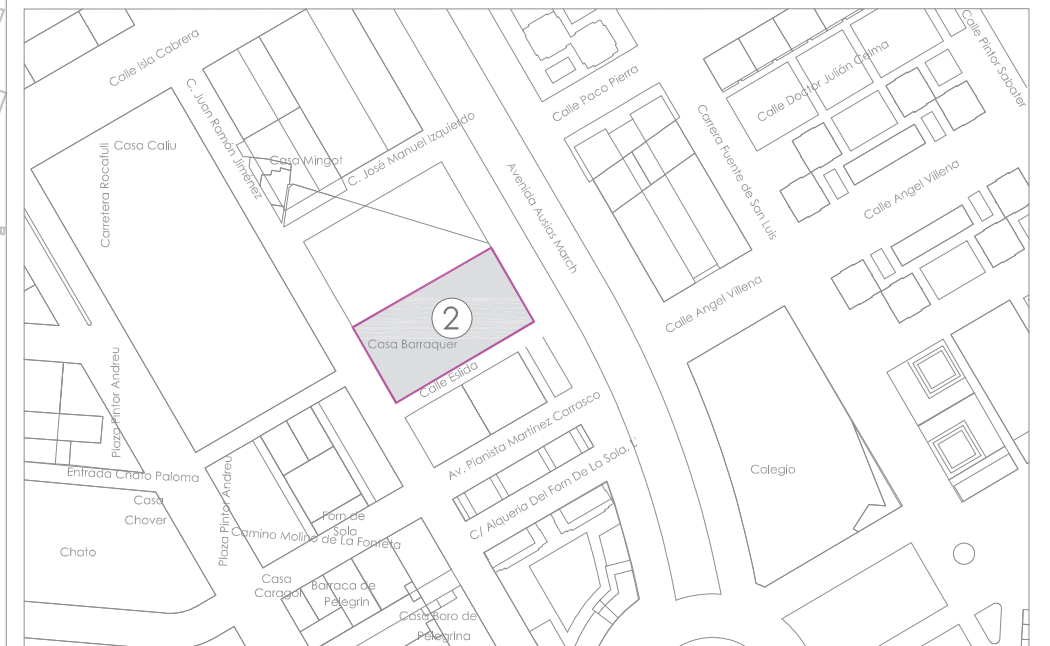 Calle Isla Cabrera
Calle Pintor Sabater
Calle Doctor Julián Celma
Calle Paco Pierra
C. Juan Ramón Jiménez
Carrera Fuente de San Luis
C. José Manuel Izquierdo
Casa Caliu
Casa Mingot
Carretera Rocafull
Avenida Ausias March
Calle Angel Villena
Calle Angel Villena
2
Casa Barraquer
Calle Eslida
Plaza Pintor Andreu
Av. Pianista Martínez Carrasco
C/ Alqueria Del Forn De La Sola, L'
Colegio
Entrada Chato Paloma
Casa
Chover
Plaza Pintor Andreu
Forn de
Sola
Camino Molino de La Fonteta
Chato
Casa
Caragol
Barraca de
Pelegrin
Casa Boro de
Pelegrina